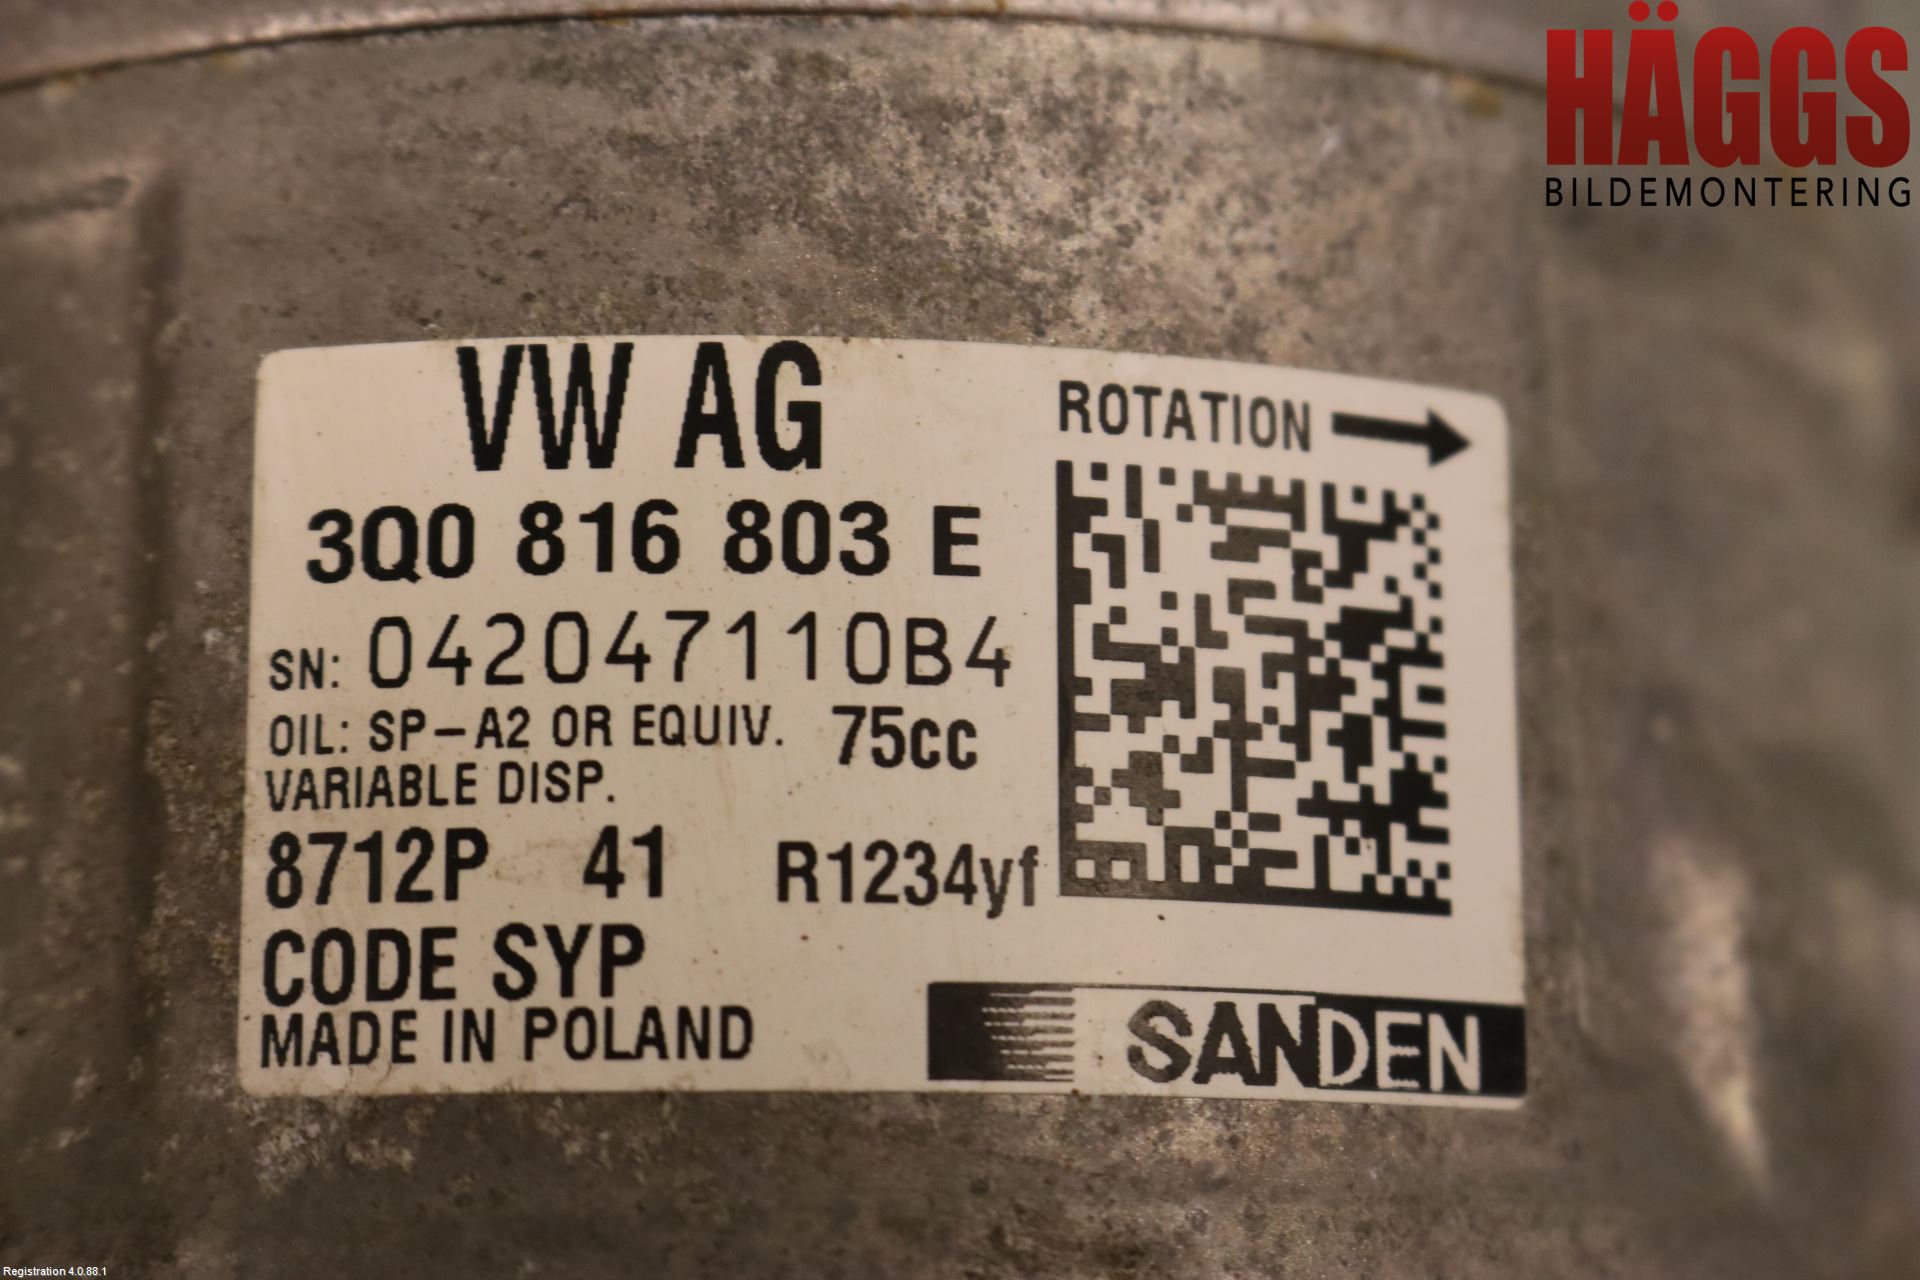 HÄGGS
BILDEMONTERING
VW AG
ROTATION
3Q0 816 803 E
SN: 042047110B4
OIL: SP-A2 OR EQUIV. 75cc
VARIABLE DISP.
8712P 41 R1234yf
CODE SYP
MADE IN POLAND
SANDEN
Registration 4.0.88.1